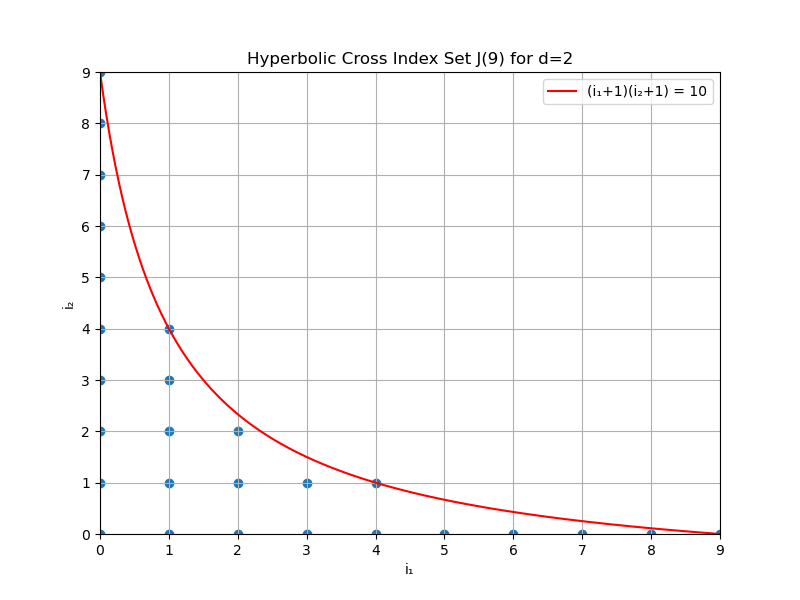 Hyperbolic Cross Index Set J(9) for d=2
(i₁+1)(i₂+1) = 10
9
8
7
6
5
4
3
2
1
0
i₂
0 1 2 3 4 5 6 7 8 9
i₁